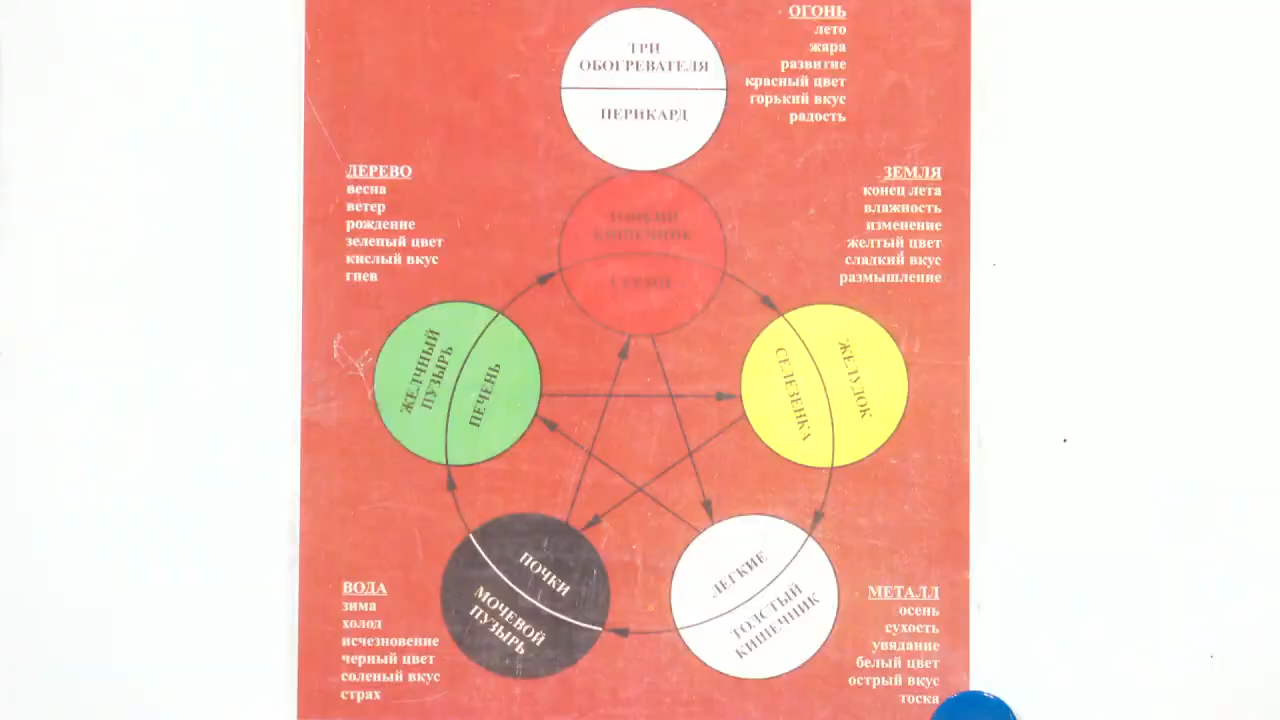 ТРИ
ОБОГРЕВАТЕЛЯ
ПЕРИКАРД
ОГОНЬ
лето
жара
развитие
красный цвет
горький вкус
радость
ДЕРЕВО
весна
ветер
рождение
зеленый цвет
кислый вкус
гнев
ЗЕМЛЯ
конец лета
влажность
изменение
желтый цвет
сладкий вкус
размышление
ТОНКИЙ
КИШЕЧНИК
СЕРДЦЕ
ЖЕЛЧНЫЙ
ПУЗЫРЬ
ПЕЧЕНЬ
СЕЛЕЗЕНКА
ЖЕЛУДОК
ПОЧКИ
МОЧЕВОЙ
ПУЗЫРЬ
ЛЕГКИЕ
ТОЛСТЫЙ
КИШЕЧНИК
ВОДА
зима
холод
исчезновение
черный цвет
соленый вкус
страх
МЕТАЛЛ
осень
сухость
увядание
белый цвет
острый вкус
тоска